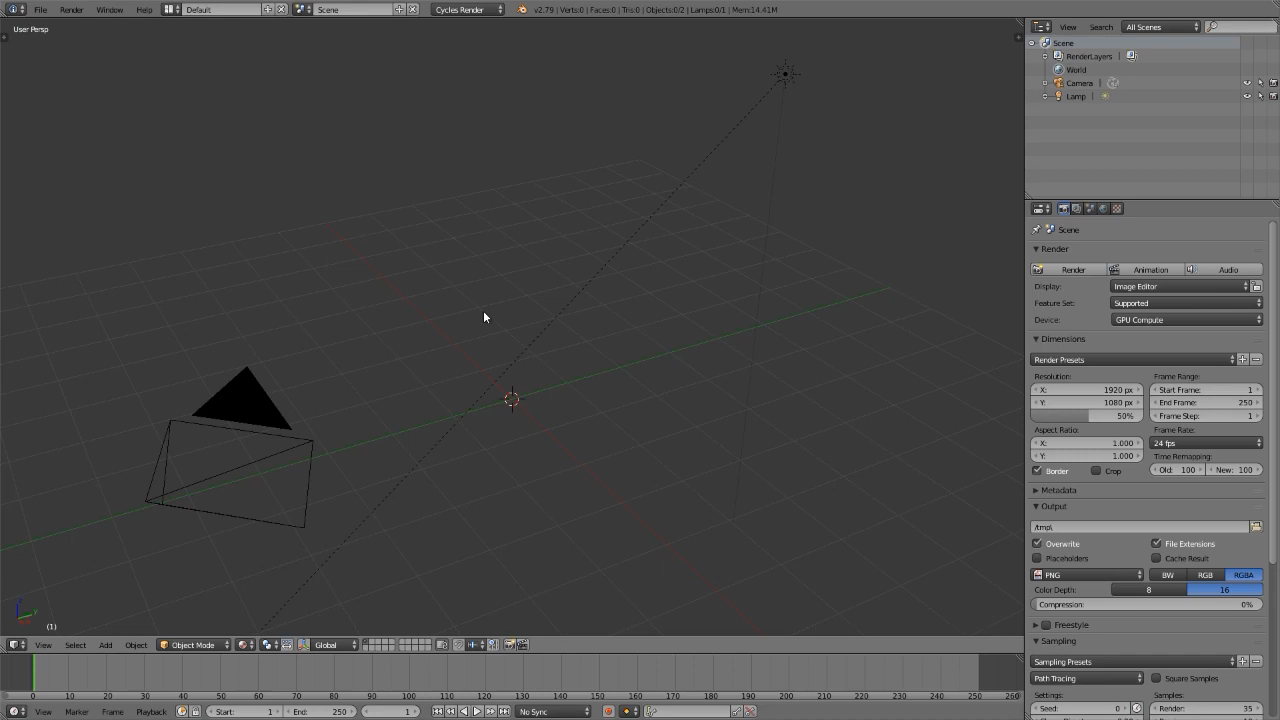 File Render Window Help Default Scene Cycles Render v2.79 | Verts:0 | Faces:0 | Tris:0 | Objects:0/2 | Lamps:0/1 | Mem:14.41M
User Persp
View Search All Scenes
Scene
RenderLayers
World
Camera
Lamp
Scene
Render
Render Animation Audio
Display: Image Editor
Feature Set: Supported
Device: GPU Compute
Dimensions
Render Presets
Resolution: Frame Range:
X: 1920 px Start Frame: 1
Y: 1080 px End Frame: 250
50% Frame Step: 1
Aspect Ratio: Frame Rate:
X: 1.000 24 fps
Y: 1.000 Time Remapping:
Border Crop Old: 100 New: 100
Metadata
Output
/tmp\
Overwrite File Extensions
Placeholders Cache Result
PNG BW RGB RGBA
Color Depth: 8 16
Compression: 0%
Freestyle
Sampling
Sampling Presets
Path Tracing Square Samples
Settings: Samples:
Seed: 0 Render: 35
z
y
(1)
View Select Add Object Object Mode Global
0 10 20 30 40 50 60 70 80 90 100 110 120 130 140 150 160 170 180 190 200 210 220 230 240 250 260
View Marker Frame Playback Start: 1 End: 250 1 No Sync